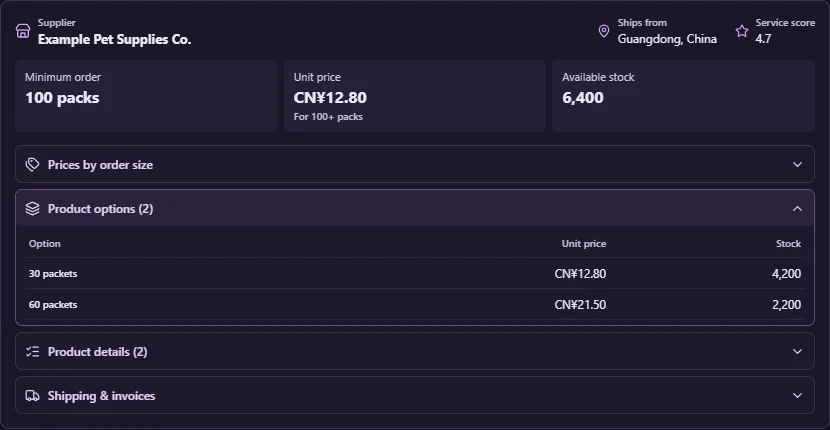 Supplier
Example Pet Supplies Co.
Ships from
Guangdong, China
Service score
4.7
Minimum order
100 packs
Unit price
CN¥12.80
For 100+ packs
Available stock
6,400
Prices by order size
Product options (2)
Option Unit price Stock
30 packets CN¥12.80 4,200
60 packets CN¥21.50 2,200
Product details (2)
Shipping & invoices